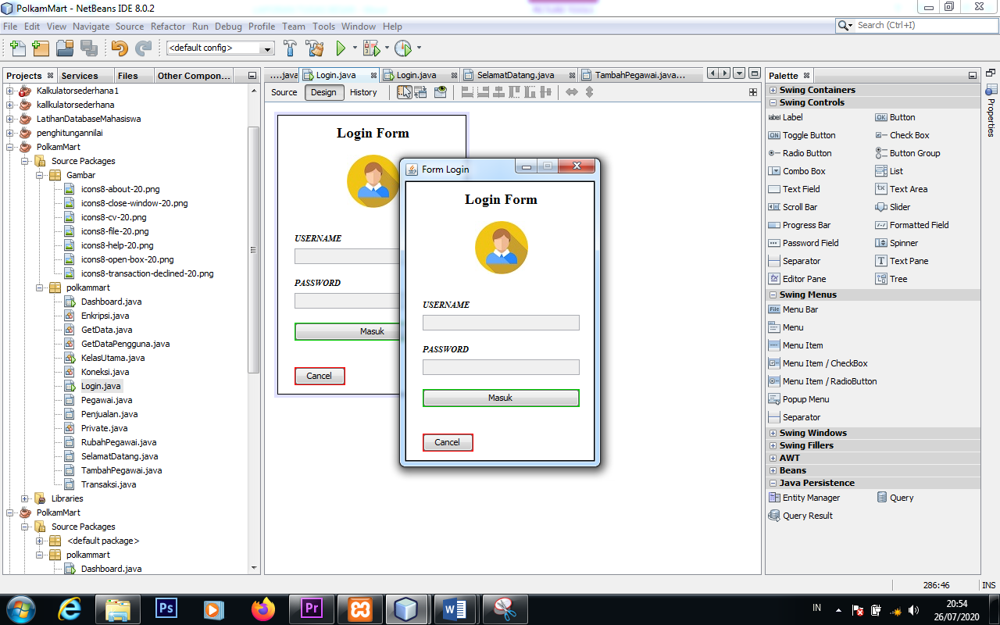 PolkamMart - NetBeans IDE 8.0.2
File Edit View Navigate Source Refactor Run Debug Profile Team Tools Window Help
Search (Ctrl+I)
<default config>
Projects Services Files Other Compon...
Kalkulatorsederhana1
kallkulatorsederhana
LatihanDatabaseMahasiswa
penghitungannilai
PolkamMart
Source Packages
Gambar
icons8-about-20.png
icons8-close-window-20.png
icons8-cv-20.png
icons8-file-20.png
icons8-help-20.png
icons8-open-box-20.png
icons8-transaction-declined-20.png
polkammart
Dashboard.java
Enkripsi.java
GetData.java
GetDataPengguna.java
KelasUtama.java
Koneksi.java
Login.java
Pegawai.java
Penjualan.java
Private.java
RubahPegawai.java
SelamatDatang.java
TambahPegawai.java
Transaksi.java
Libraries
PolkamMart
Source Packages
<default package>
polkammart
Dashboard.java
....java Login.java Login.java SelamatDatang.java TambahPegawai.java...
Source Design History
Login Form
USERNAME
PASSWORD
Masuk
Cancel
Form Login
Login Form
USERNAME
PASSWORD
Masuk
Cancel
Palette
Swing Containers
Swing Controls
label Label OK Button
ON Toggle Button Check Box
Radio Button Button Group
Combo Box List
Text Field Text Area
Scroll Bar Slider
Progress Bar Formatted Field
Password Field Spinner
Separator T Text Pane
Editor Pane Tree
Swing Menus
File Menu Bar
Menu
Menu Item
Menu Item / CheckBox
Menu Item / RadioButton
Popup Menu
Separator
Swing Windows
Swing Fillers
AWT
Beans
Java Persistence
Entity Manager Query
Query Result
Properties
286:46 INS
Ps Pr W
IN
20:54
26/07/2020